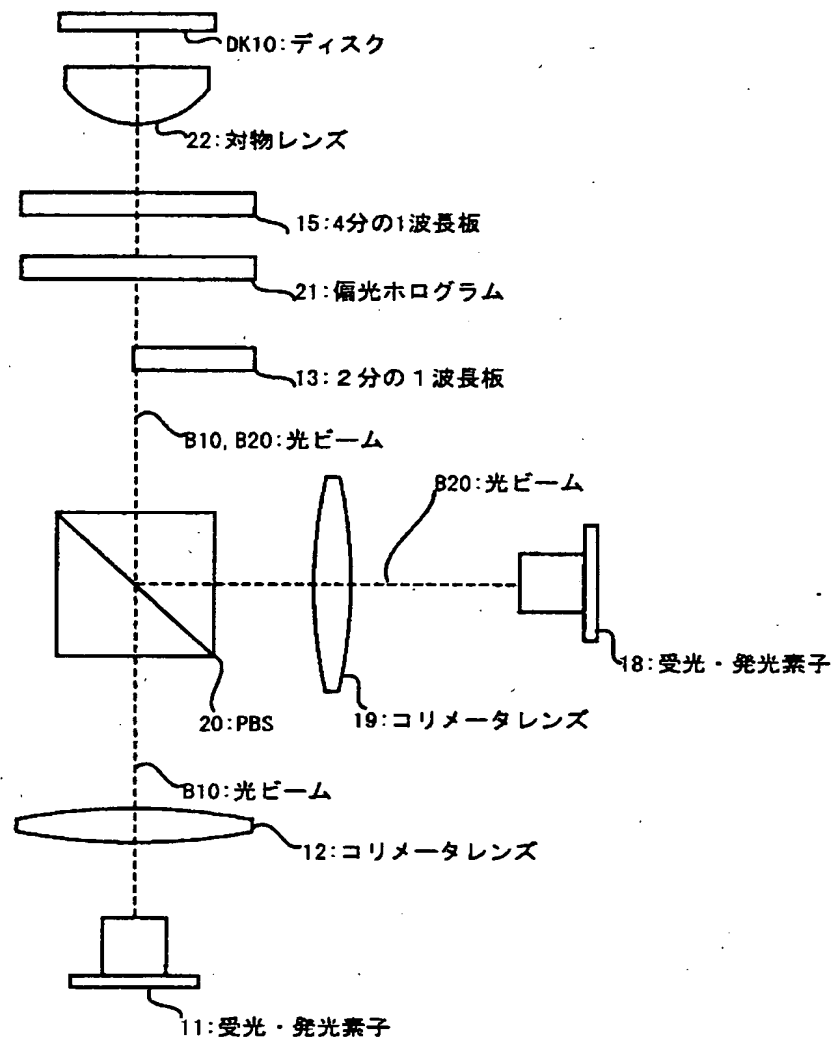 DK10:ディスク
22:対物レンズ
15:4分の1波長板
21:偏光ホログラム
13:2分の1波長板
B10,B20:光ビーム
B20:光ビーム
18:受光・発光素子
19:コリメータレンズ
20:PBS
B10:光ビーム
12:コリメータレンズ
11:受光・発光素子